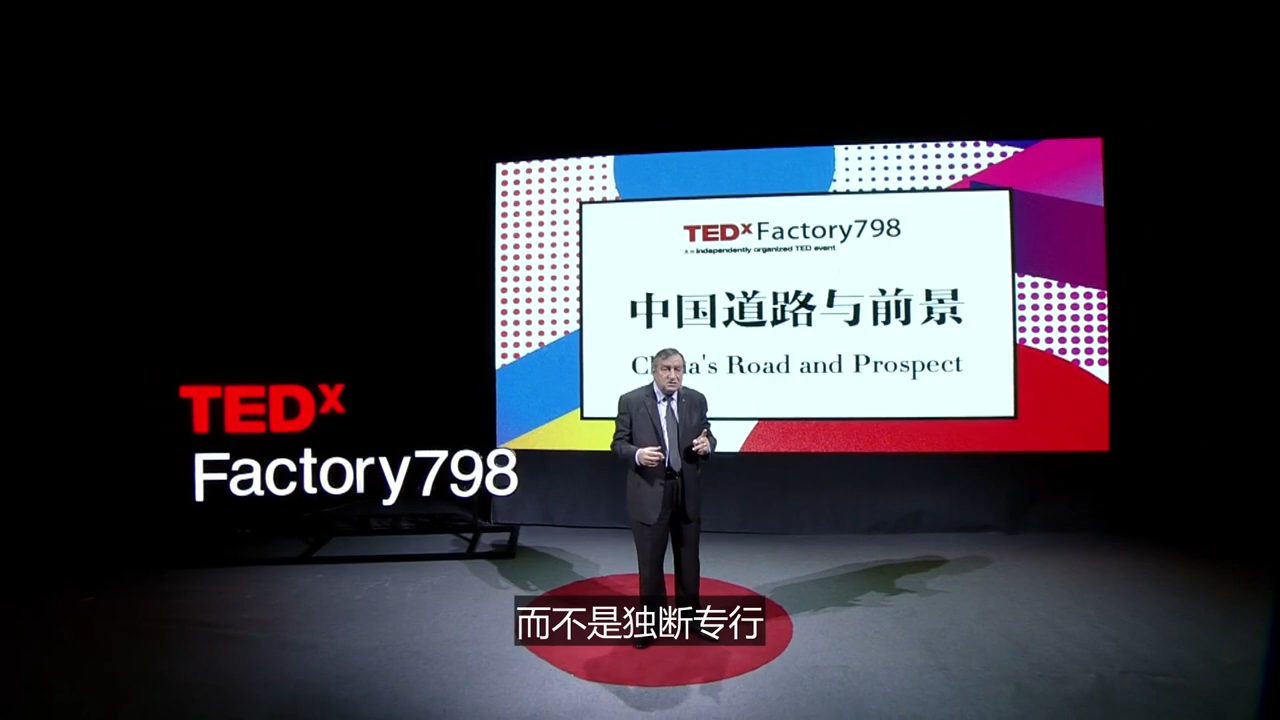 TEDx Factory798
x = independently organized TED event
中国道路与前景
China's Road and Prospect
TEDx
Factory798
而不是独断专行